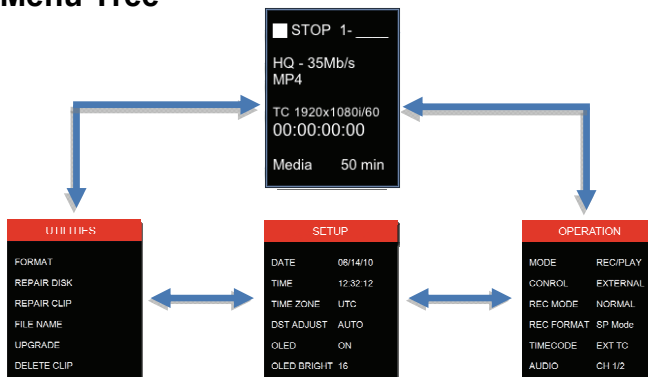 Menu Tree
STOP 1- ____
HQ - 35Mb/s
MP4
TC 1920x1080i/60
00:00:00:00
Media 50 min
UTILITIES
FORMAT
REPAIR DISK
REPAIR CLIP
FILE NAME
UPGRADE
DELETE CLIP
SETUP
DATE 06/14/10
TIME 12:32:12
TIME ZONE UTC
DST ADJUST AUTO
OLED ON
OLED BRIGHT 16
OPERATION
MODE REC/PLAY
CONROL EXTERNAL
REC MODE NORMAL
REC FORMAT SP Mode
TIMECODE EXT TC
AUDIO CH 1/2